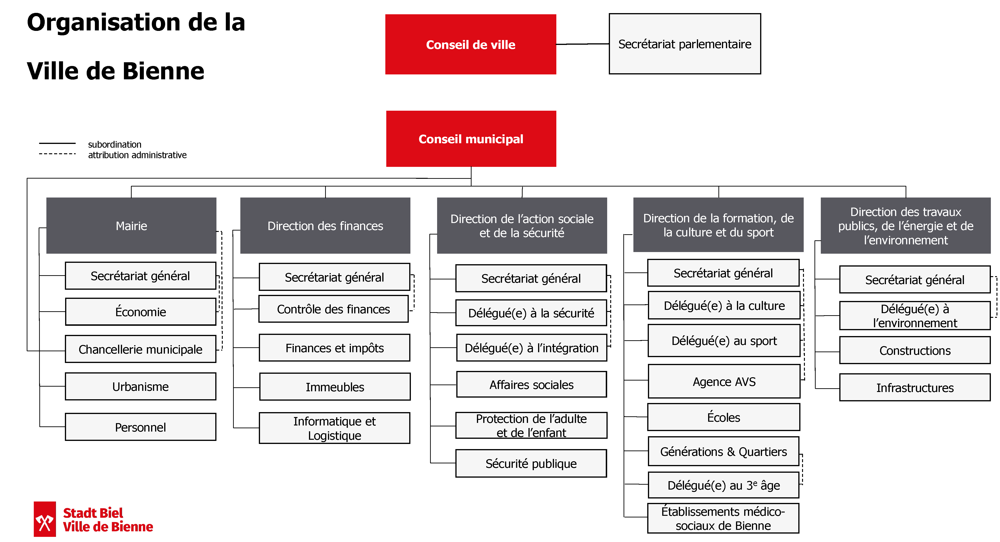 Organisation de la
Ville de Bienne
Conseil de ville
Secrétariat parlementaire
Conseil municipal
subordination
attribution administrative
Mairie
Secrétariat général
Économie
Chancellerie municipale
Urbanisme
Personnel
Direction des finances
Secrétariat général
Contrôle des finances
Finances et impôts
Immeubles
Informatique et
Logistique
Direction de l’action sociale
et de la sécurité
Secrétariat général
Délégué(e) à la sécurité
Délégué(e) à l’intégration
Affaires sociales
Protection de l’adulte
et de l’enfant
Sécurité publique
Direction de la formation, de
la culture et du sport
Secrétariat général
Délégué(e) à la culture
Délégué(e) au sport
Agence AVS
Écoles
Générations & Quartiers
Délégué(e) au 3e âge
Établissements médico-
sociaux de Bienne
Direction des travaux
publics, de l’énergie et de
l’environnement
Secrétariat général
Délégué(e) à
l’environnement
Constructions
Infrastructures
Stadt Biel
Ville de Bienne